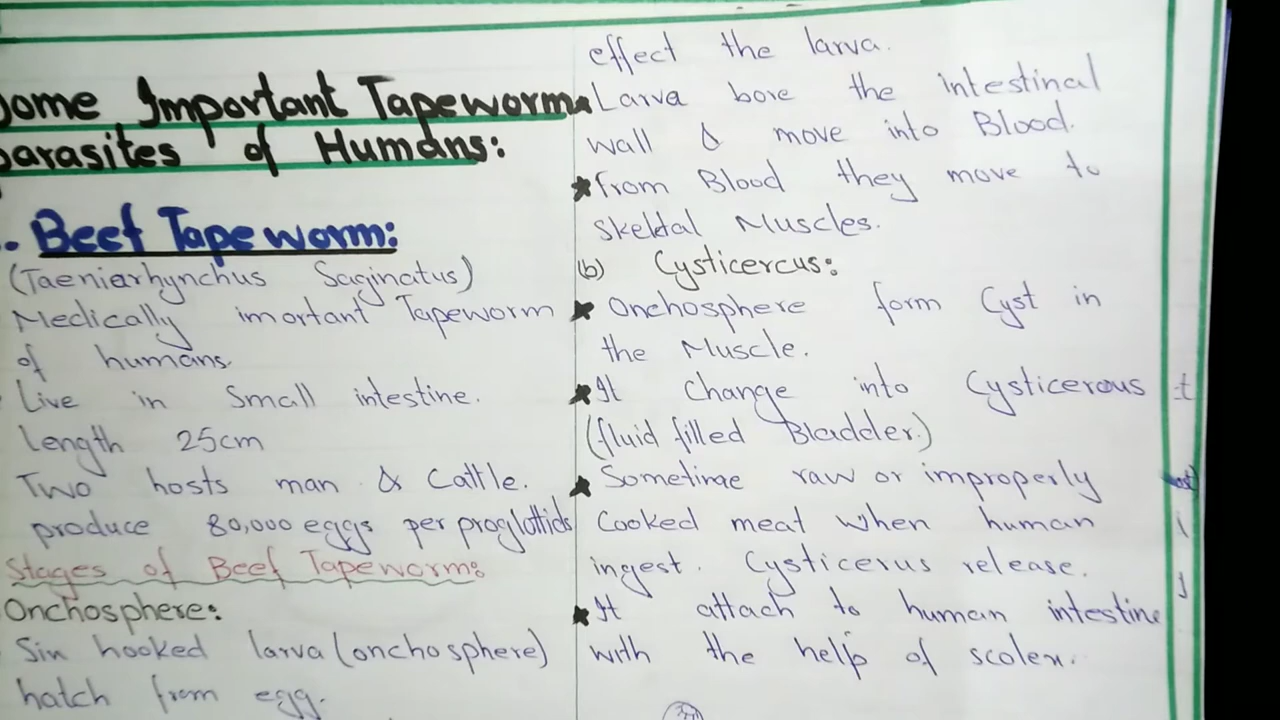 Some Important Tapeworm
parasites of Humans:
Beef Tapeworm:
(Taeniarhynchus Saginatus)
Medically imortant Tapeworm
of humans.
Live in Small intestine.
length 25cm
Two hosts man & Cattle.
produce 80,000 eggs per proglottids
Stages of Beef Tapeworm:
Onchosphere:
Six hooked larva (onchosphere)
hatch from egg.
effect the larva.
Larva bore the intestinal
wall & move into Blood.
★ from Blood they move to
Skeletal Muscles.
(b) Cysticercus:
★ Onchosphere form Cyst in
the Muscle.
★ It Change into Cysticerous
(fluid filled Bladder.)
★ Sometimae raw or improperly
Cooked meat when human
ingest. Cysticerus release.
★ It attach to human intestine
with the help of scolex.